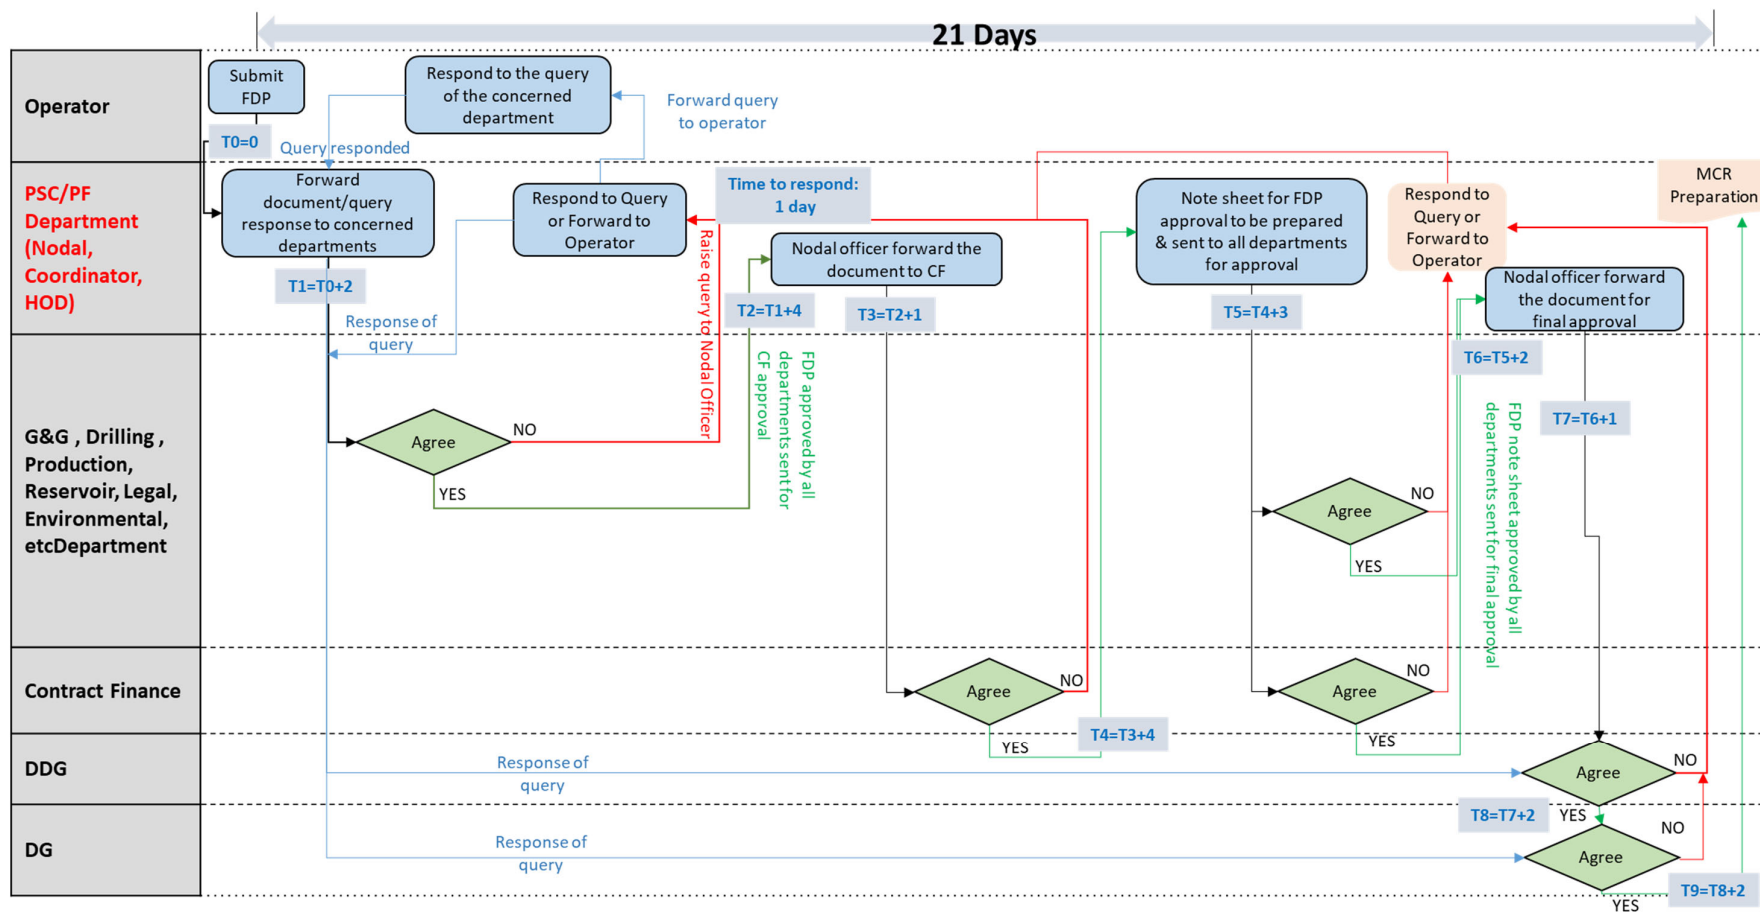 21 Days
Operator
Submit
FDP
T0=0
Respond to the query
of the concerned
department
Forward query
to operator
Query responded
PSC/PF
Department
(Nodal,
Coordinator,
HOD)
Forward
document/query
response to concerned
departments
T1=T0+2
Respond to Query
or Forward to
Operator
Response of
query
Time to respond:
1 day
Raise query to Nodal Officer
Nodal officer forward the
document to CF
T2=T1+4
T3=T2+1
Note sheet for FDP
approval to be prepared
& sent to all departments
for approval
T5=T4+3
Respond to
Query or
Forward to
Operator
MCR
Preparation
Nodal officer forward
the document for
final approval
T6=T5+2
T7=T6+1
G&G , Drilling ,
Production,
Reservoir, Legal,
Environmental,
etcDepartment
Agree
NO
YES
FDP approved by all
departments sent for
CF approval
Agree
NO
YES
FDP note sheet approved by all
departments sent for final approval
Contract Finance
Agree
NO
YES
T4=T3+4
Agree
NO
YES
DDG
Response of
query
Agree
NO
YES
T8=T7+2
DG
Response of
query
Agree
NO
YES
T9=T8+2